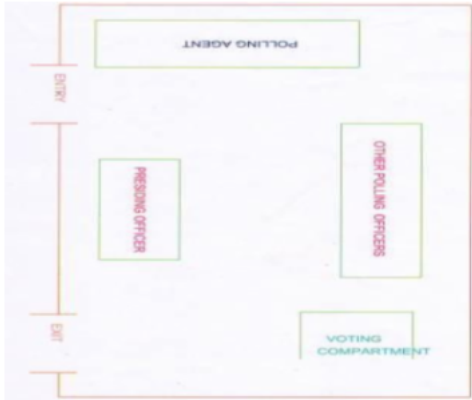 POLLING AGENT
ENTRY
PRESIDING OFFICER
OTHER POLLING OFFICERS
EXIT
VOTING
COMPARTMENT